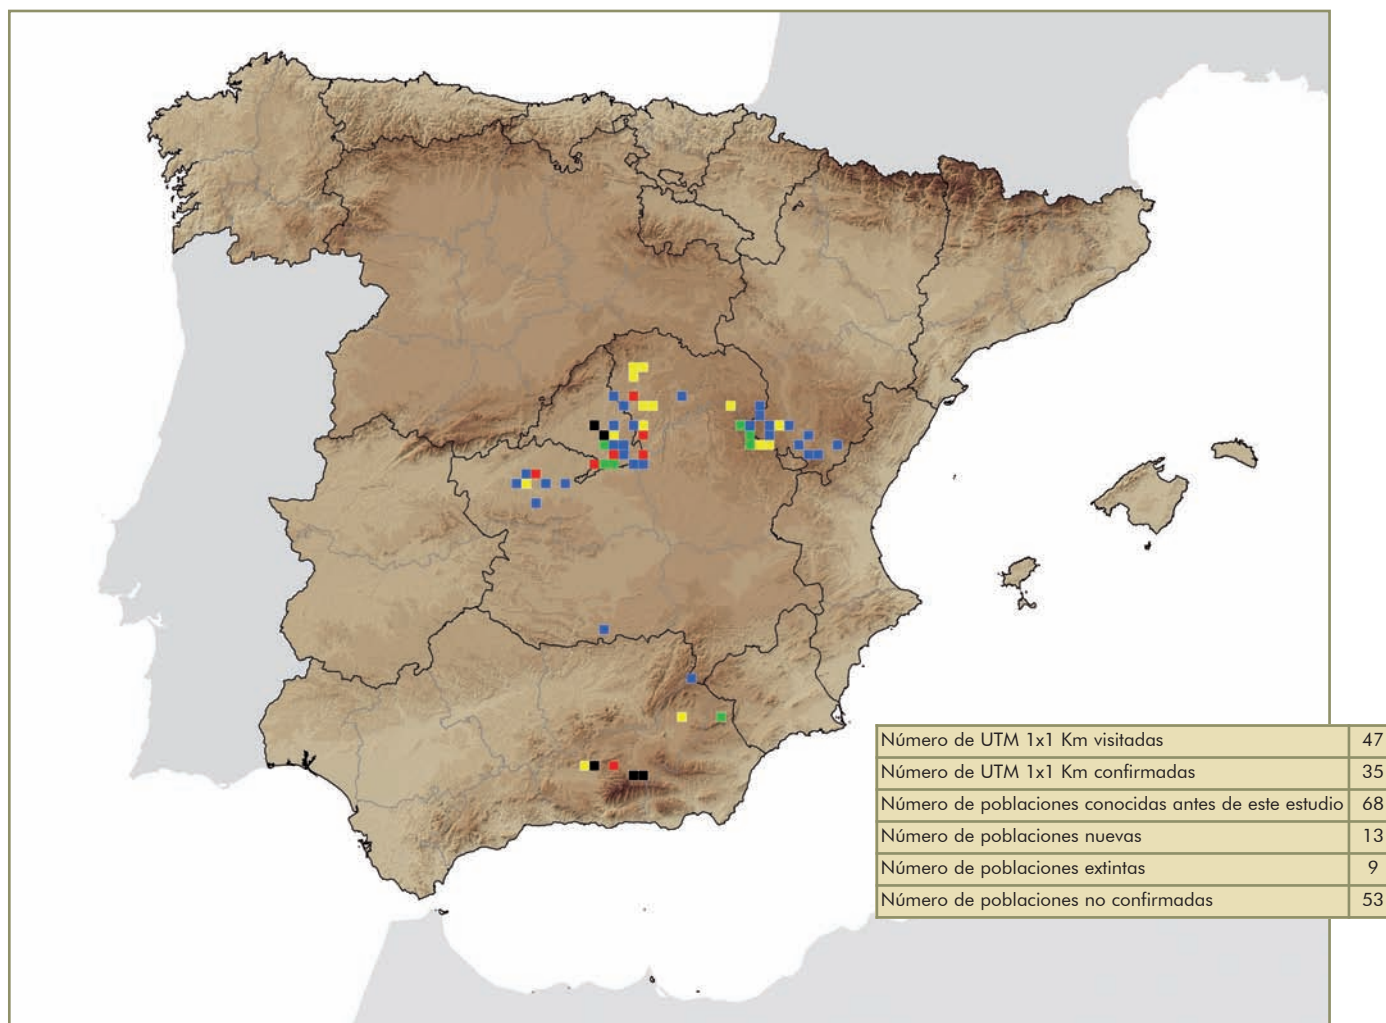 Número de UTM 1x1 Km visitadas 47
Número de UTM 1x1 Km confirmadas 35
Número de poblaciones conocidas antes de este estudio 68
Número de poblaciones nuevas 13
Número de poblaciones extintas 9
Número de poblaciones no confirmadas 53